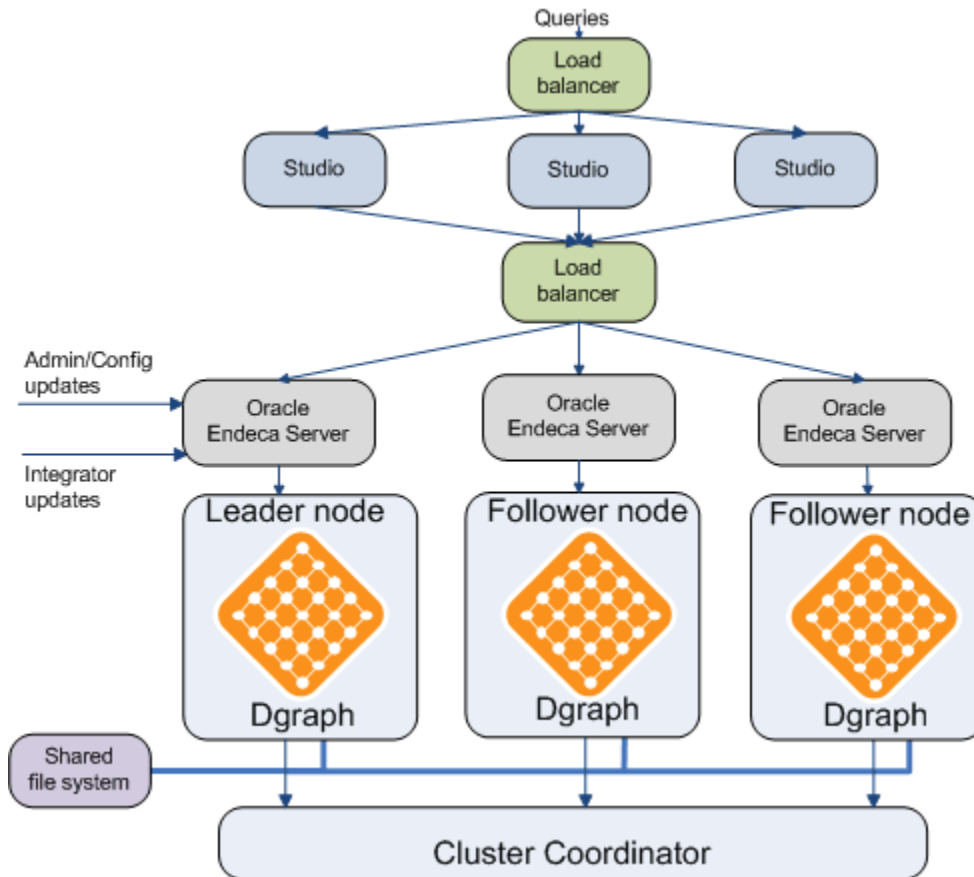 Queries
Load
balancer
Studio
Studio
Studio
Load
balancer
Admin/Config
updates
Oracle
Endeca Server
Oracle
Endeca Server
Oracle
Endeca Server
Integrator
updates
Leader node
Follower node
Follower node
Dgraph
Dgraph
Dgraph
Shared
file system
Cluster Coordinator